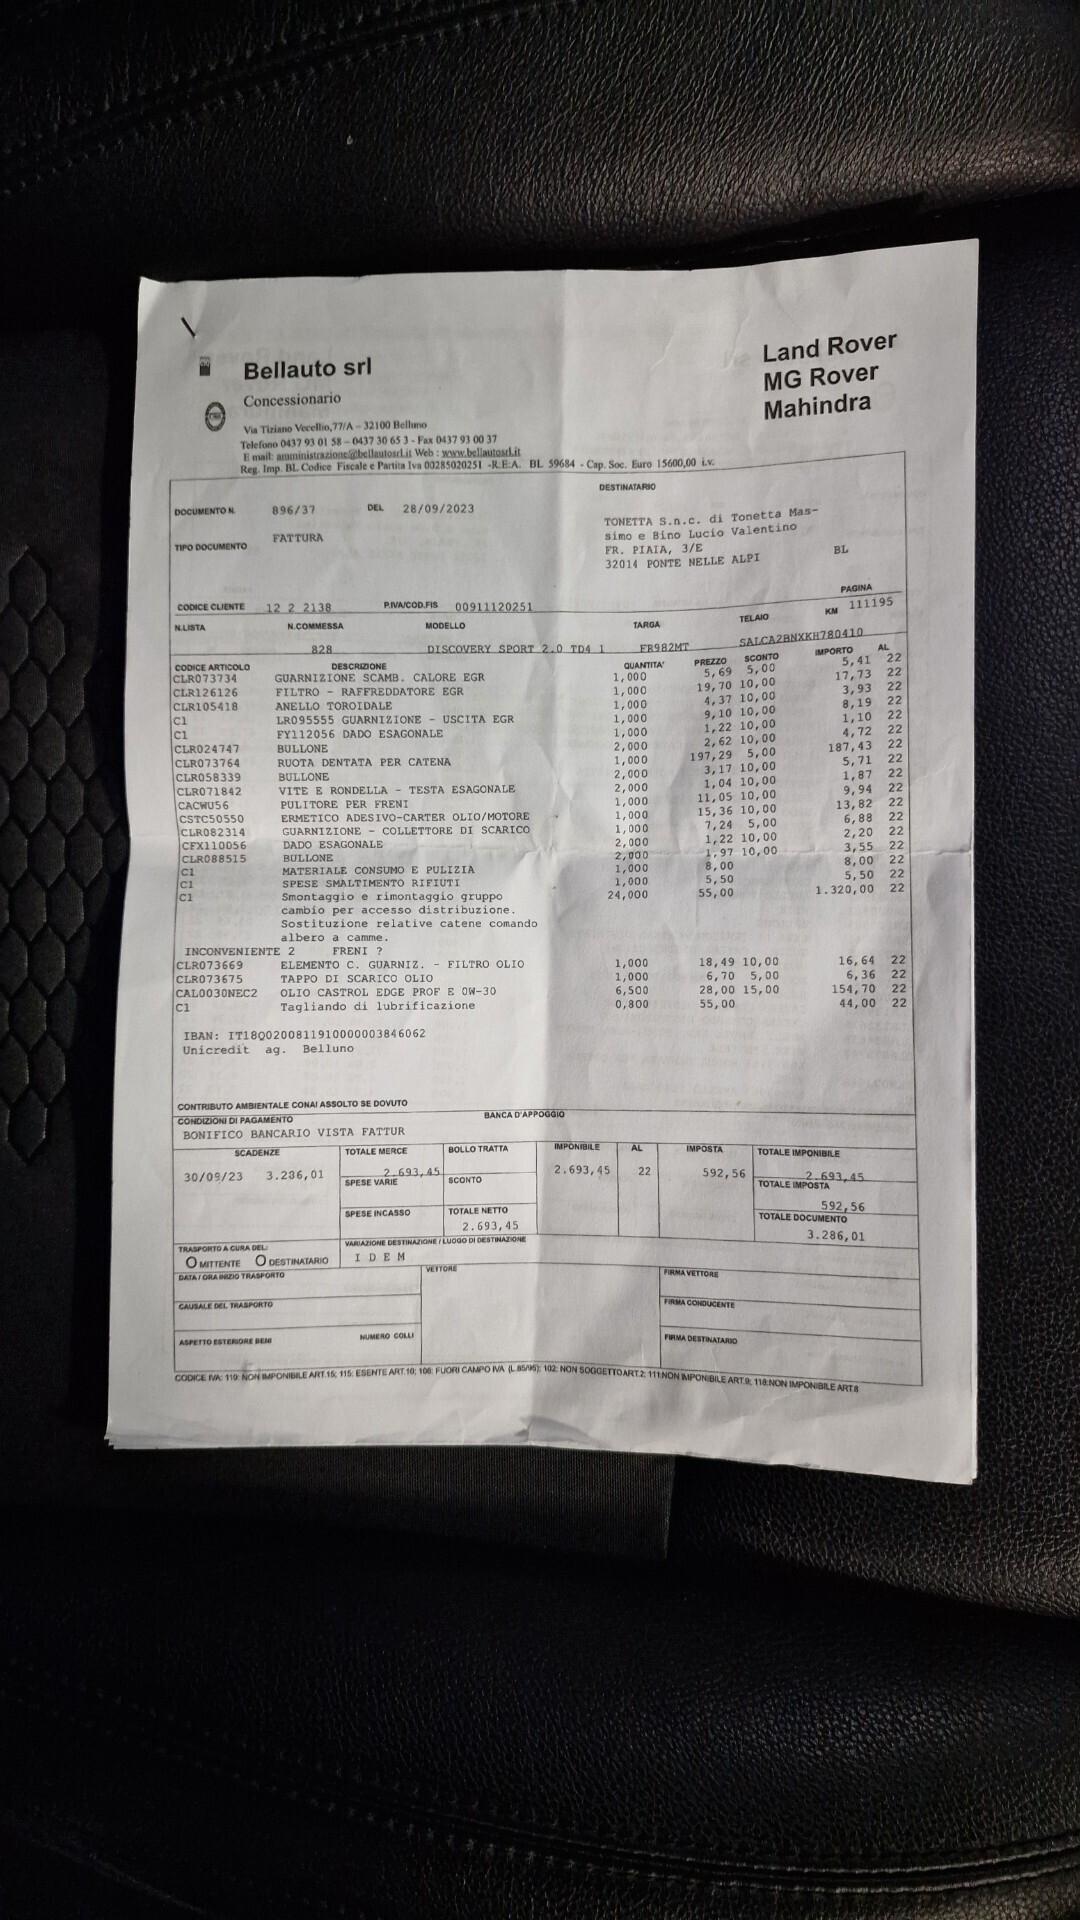 Bellauto srl
Concessionario
Via Tiziano Vecellio,77/A – 32100 Belluno
Telefono 0437 93 01 58 – 0437 30 65 3 - Fax 0437 93 00 37
E mail: amministrazione@bellautosrl.it Web : www.bellautosrl.it
Reg. Imp. BL Codice Fiscale e Partita Iva 00285020251 -R.E.A. BL 59684 - Cap. Soc. Euro 15600,00 i.v.
Land Rover
MG Rover
Mahindra
DOCUMENTO N. 896/37 DEL 28/09/2023
TIPO DOCUMENTO FATTURA
DESTINATARIO
TONETTA S.n.c. di Tonetta Mas-
simo e Bino Lucio Valentino
FR. PIAIA, 3/E
32014 PONTE NELLE ALPI BL
CODICE CLIENTE 12 2 2138 P.IVA/COD.FIS 00911120251 PAGINA
N.LISTA N.COMMESSA MODELLO TARGA TELAIO KM 111195
828 DISCOVERY SPORT 2.0 TD4 1 FR982MT SALCA2BNXKH780410
CODICE ARTICOLO DESCRIZIONE QUANTITA' PREZZO SCONTO IMPORTO AL
CLR073734 GUARNIZIONE SCAMB. CALORE EGR 1,000 5,69 5,00 5,41 22
CLR126126 FILTRO - RAFFREDDATORE EGR 1,000 19,70 10,00 17,73 22
CLR105418 ANELLO TOROIDALE 1,000 4,37 10,00 3,93 22
C1 LR095555 GUARNIZIONE - USCITA EGR 1,000 9,10 10,00 8,19 22
C1 FY112056 DADO ESAGONALE 1,000 1,22 10,00 1,10 22
CLR024747 BULLONE 2,000 2,62 10,00 4,72 22
CLR073764 RUOTA DENTATA PER CATENA 1,000 197,29 5,00 187,43 22
CLR058339 BULLONE 2,000 3,17 10,00 5,71 22
CLR071842 VITE E RONDELLA - TESTA ESAGONALE 2,000 1,04 10,00 1,87 22
CACWU56 PULITORE PER FRENI 1,000 11,05 10,00 9,94 22
CSTC50550 ERMETICO ADESIVO-CARTER OLIO/MOTORE 1,000 15,36 10,00 13,82 22
CLR082314 GUARNIZIONE - COLLETTORE DI SCARICO 1,000 7,24 5,00 6,88 22
CFX110056 DADO ESAGONALE 2,000 1,22 10,00 2,20 22
CLR088515 BULLONE 2,000 1,97 10,00 3,55 22
C1 MATERIALE CONSUMO E PULIZIA 1,000 8,00 8,00 22
C1 SPESE SMALTIMENTO RIFIUTI 1,000 5,50 5,50 22
C1 Smontaggio e rimontaggio gruppo 24,000 55,00 1.320,00 22
cambio per accesso distribuzione.
Sostituzione relative catene comando
albero a camme.
INCONVENIENTE 2 FRENI ?
CLR073669 ELEMENTO C. GUARNIZ. - FILTRO OLIO 1,000 18,49 10,00 16,64 22
CLR073675 TAPPO DI SCARICO OLIO 1,000 6,70 5,00 6,36 22
CAL0030NEC2 OLIO CASTROL EDGE PROF E 0W-30 6,500 28,00 15,00 154,70 22
C1 Tagliando di lubrificazione 0,800 55,00 44,00 22
IBAN: IT18Q0200811910000003846062
Unicredit ag. Belluno
CONTRIBUTO AMBIENTALE CONAI ASSOLTO SE DOVUTO
CONDIZIONI DI PAGAMENTO BANCA D'APPOGGIO
BONIFICO BANCARIO VISTA FATTUR
SCADENZE TOTALE MERCE BOLLO TRATTA IMPONIBILE AL IMPOSTA TOTALE IMPONIBILE
30/09/23 3.286,01 2.693,45 2.693,45 22 592,56 2.693,45
SPESE VARIE SCONTO TOTALE IMPOSTA
592,56
SPESE INCASSO TOTALE NETTO TOTALE DOCUMENTO
2.693,45 3.286,01
TRASPORTO A CURA DEL: VARIAZIONE DESTINAZIONE / LUOGO DI DESTINAZIONE
MITTENTE DESTINATARIO I D E M
DATA / ORA INIZIO TRASPORTO VETTORE FIRMA VETTORE
CAUSALE DEL TRASPORTO FIRMA CONDUCENTE
ASPETTO ESTERIORE BENI NUMERO COLLI FIRMA DESTINATARIO
CODICE IVA: 110: NON IMPONIBILE ART.15; 115: ESENTE ART.10; 106: FUORI CAMPO IVA (L.85/95); 102: NON SOGGETTO ART.2; 111:NON IMPONIBILE ART.9; 118:NON IMPONIBILE ART.8